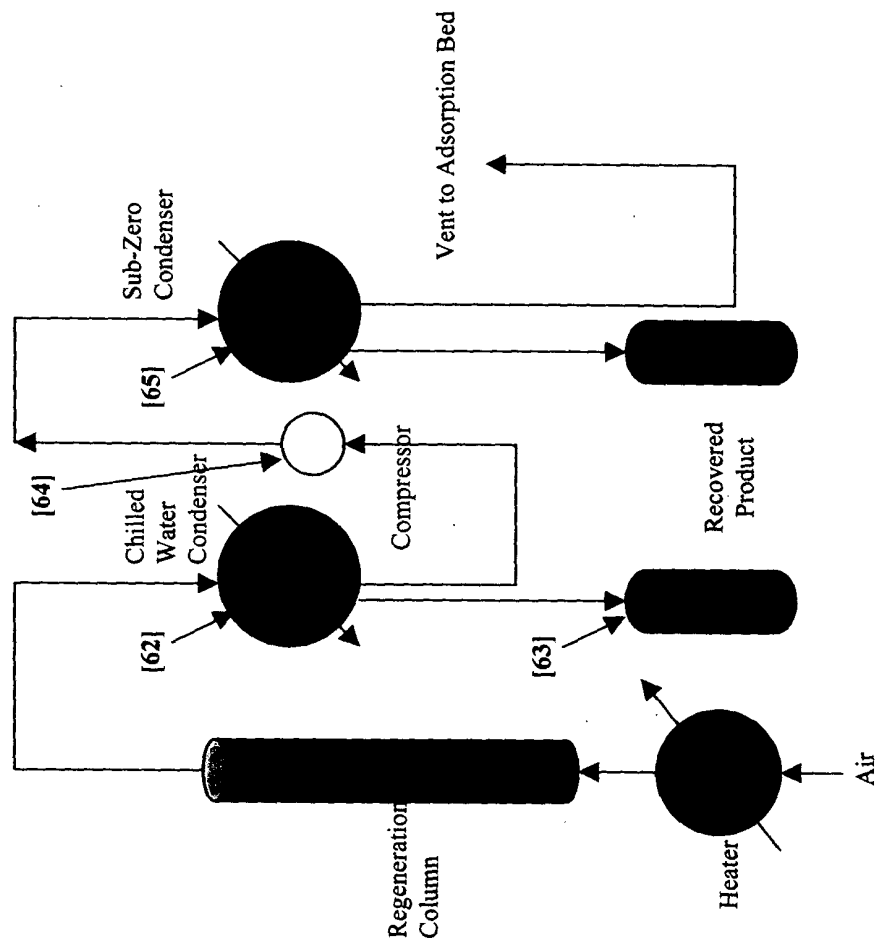 Air
Heater
Regeneration
Column
[62]
Chilled
Water
Condenser
[63]
[64]
Compressor
[65]
Sub-Zero
Condenser
Recovered
Product
Vent to Adsorption Bed